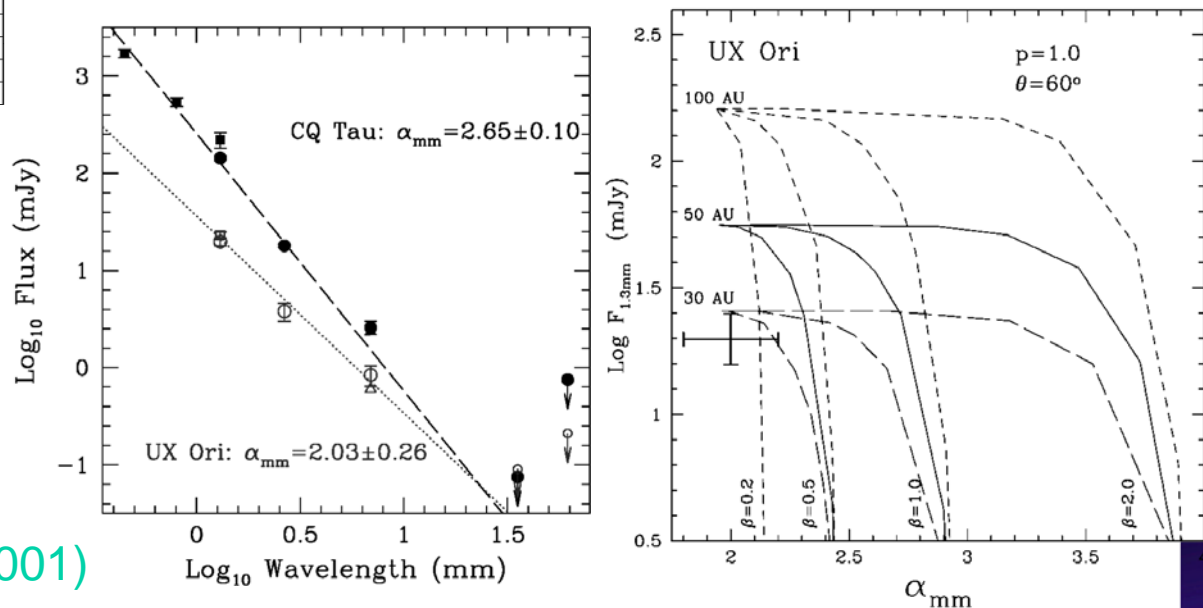 3
2
1
0
−1
Log₁₀ Flux (mJy)
CQ Tau: α_mm=2.65±0.10
UX Ori: α_mm=2.03±0.26
0
0.5
1
1.5
Log₁₀ Wavelength (mm)
001)
2.5
2
1.5
1
0.5
Log F₁.₃mm (mJy)
UX Ori
p=1.0
θ=60°
100 AU
50 AU
30 AU
β=0.2
β=0.5
β=1.0
β=2.0
2
2.5
3
3.5
α_mm